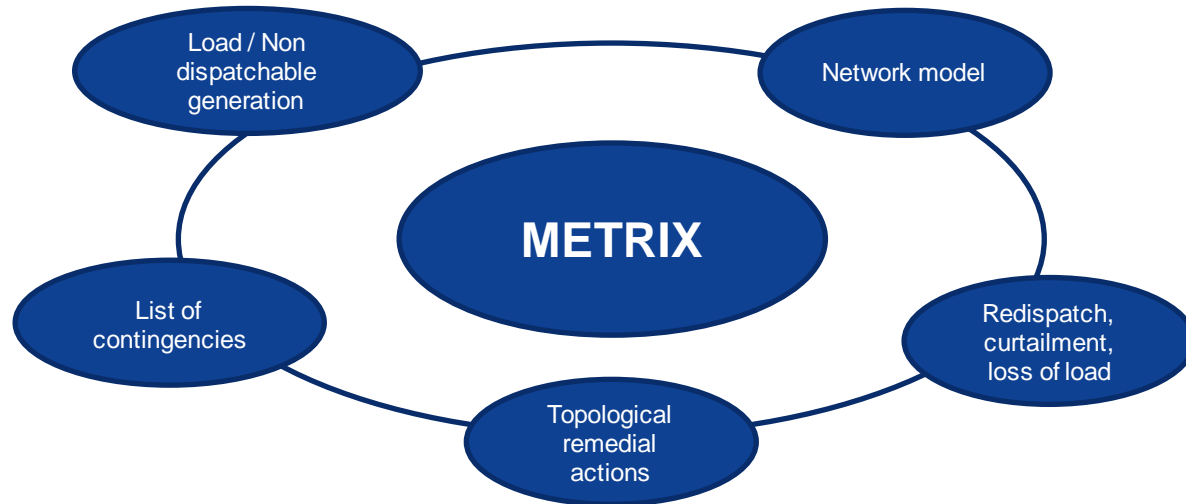 Load / Non
dispatchable
generation
Network model
METRIX
List of
contingencies
Redispatch,
curtailment,
loss of load
Topological
remedial
actions